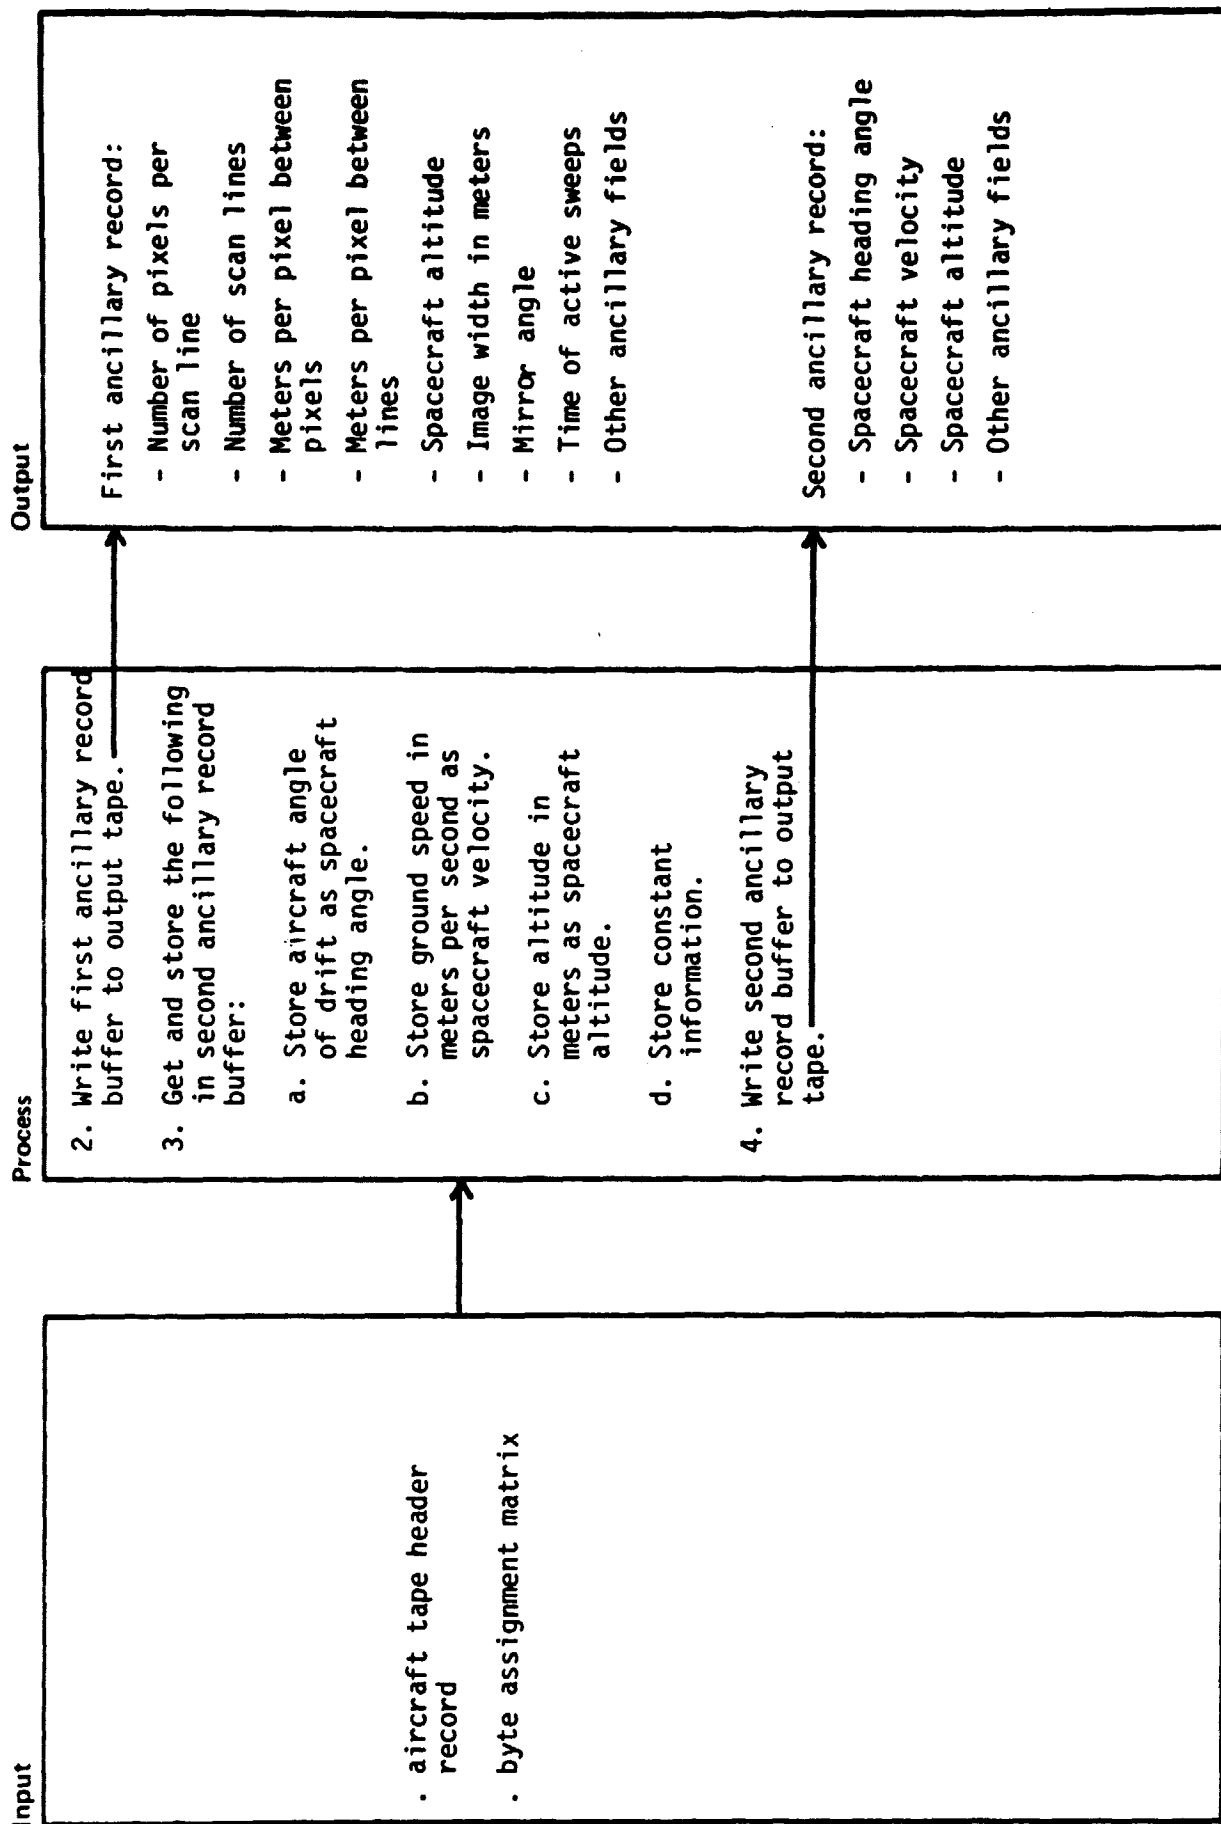 Input
. aircraft tape header
record
. byte assignment matrix
Process
2. Write first ancillary record
buffer to output tape.
3. Get and store the following
in second ancillary record
buffer:
a. Store aircraft angle
of drift as spacecraft
heading angle.
b. Store ground speed in
meters per second as
spacecraft velocity.
c. Store altitude in
meters as spacecraft
altitude.
d. Store constant
information.
4. Write second ancillary
record buffer to output
tape.
Output
First ancillary record:
- Number of pixels per
scan line
- Number of scan lines
- Meters per pixel between
pixels
- Meters per pixel between
lines
- Spacecraft altitude
- Image width in meters
- Mirror angle
- Time of active sweeps
- Other ancillary fields
Second ancillary record:
- Spacecraft heading angle
- Spacecraft velocity
- Spacecraft altitude
- Other ancillary fields